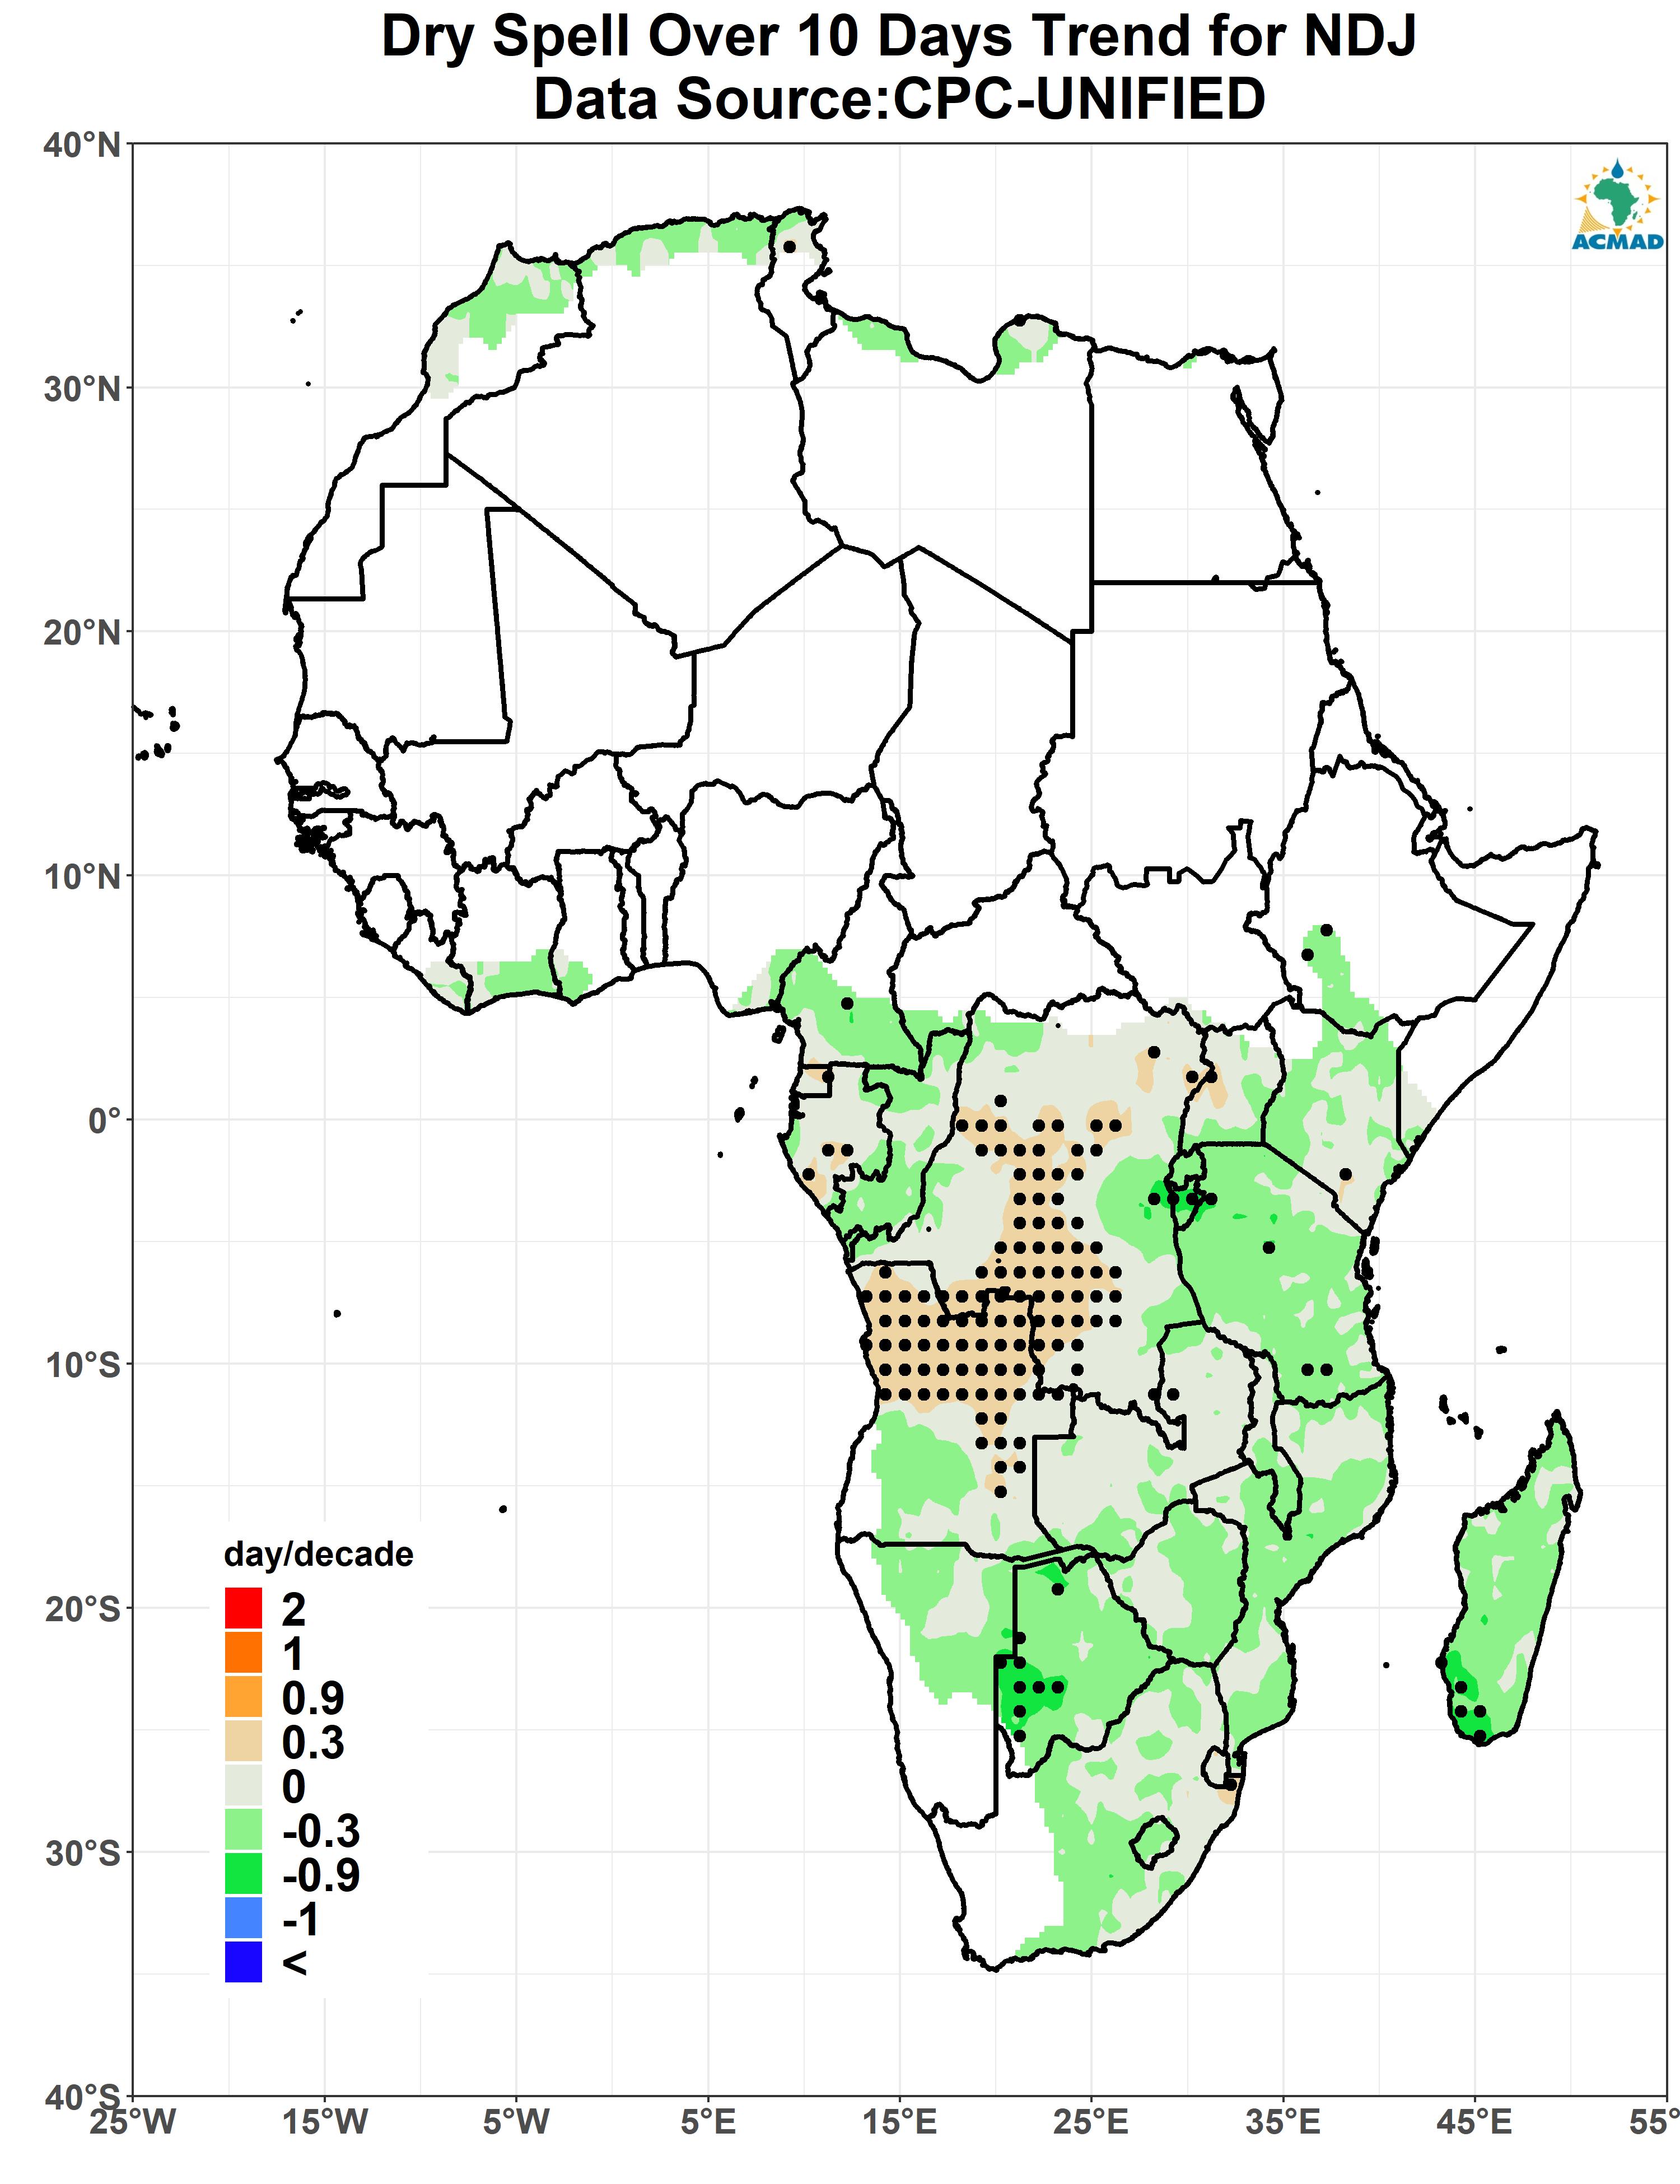 Dry Spell Over 10 Days Trend for NDJ
Data Source:CPC-UNIFIED
40°N
ACMAD
30°N
20°N
10°N
0°
10°S
day/decade
2
20°S
1
0.9
0.3
0
-0.3
30°S
-0.9
-1
<
40°S
25°W 15°W 5°W 5°E 15°E 25°E 35°E 45°E 55°